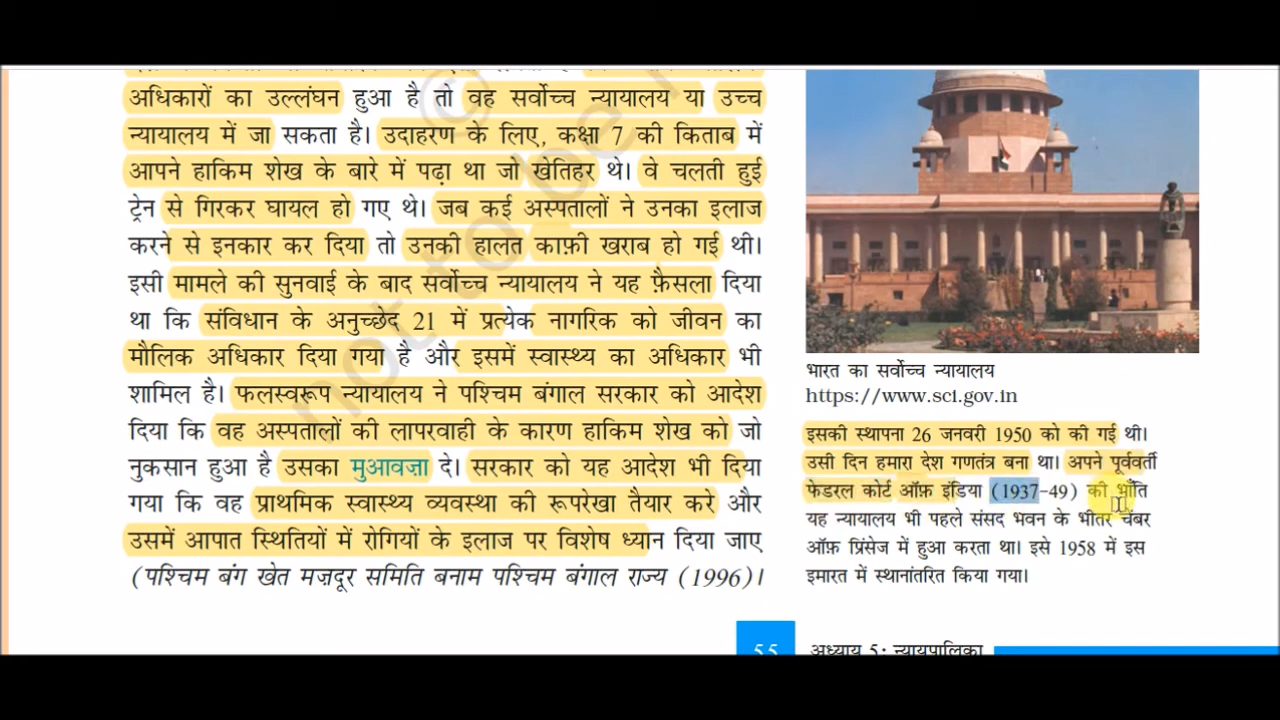 अधिकारों का उल्लंघन हुआ है तो वह सर्वोच्च न्यायालय या उच्च
न्यायालय में जा सकता है। उदाहरण के लिए, कक्षा 7 की किताब में
आपने हाकिम शेख के बारे में पढ़ा था जो खेतिहर थे। वे चलती हुई
ट्रेन से गिरकर घायल हो गए थे। जब कई अस्पतालों ने उनका इलाज
करने से इनकार कर दिया तो उनकी हालत काफ़ी खराब हो गई थी।
इसी मामले की सुनवाई के बाद सर्वोच्च न्यायालय ने यह फ़ैसला दिया
था कि संविधान के अनुच्छेद 21 में प्रत्येक नागरिक को जीवन का
मौलिक अधिकार दिया गया है और इसमें स्वास्थ्य का अधिकार भी
शामिल है। फलस्वरूप न्यायालय ने पश्चिम बंगाल सरकार को आदेश
दिया कि वह अस्पतालों की लापरवाही के कारण हाकिम शेख को जो
नुकसान हुआ है उसका मुआवज़ा दे। सरकार को यह आदेश भी दिया
गया कि वह प्राथमिक स्वास्थ्य व्यवस्था की रूपरेखा तैयार करे और
उसमें आपात स्थितियों में रोगियों के इलाज पर विशेष ध्यान दिया जाए
(पश्चिम बंग खेत मज़दूर समिति बनाम पश्चिम बंगाल राज्य (1996)।
भारत का सर्वोच्च न्यायालय
https://www.sci.gov.in
इसकी स्थापना 26 जनवरी 1950 को की गई थी।
उसी दिन हमारा देश गणतंत्र बना था। अपने पूर्ववर्ती
फेडरल कोर्ट ऑफ़ इंडिया (1937-49) की भाँति
यह न्यायालय भी पहले संसद भवन के भीतर चेंबर
ऑफ़ प्रिंसेज में हुआ करता था। इसे 1958 में इस
इमारत में स्थानांतरित किया गया।
55 अध्याय 5: न्यायपालिका
not to be